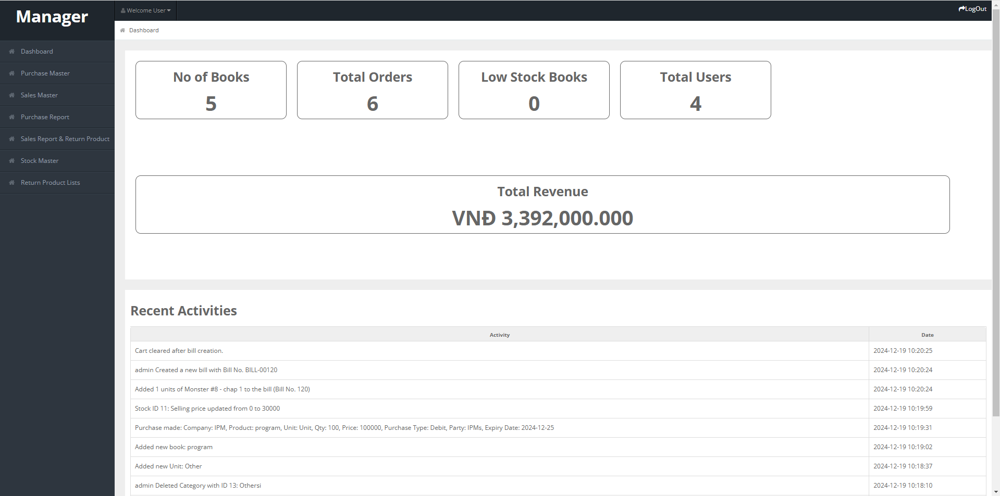 Manager
Welcome User
LogOut
Dashboard
Dashboard
Purchase Master
Sales Master
Purchase Report
Sales Report & Return Product
Stock Master
Return Product Lists
No of Books
5
Total Orders
6
Low Stock Books
0
Total Users
4
Total Revenue
VNĐ 3,392,000.000
Recent Activities
Activity Date
Cart cleared after bill creation. 2024-12-19 10:20:25
admin Created a new bill with Bill No. BILL-00120 2024-12-19 10:20:24
Added 1 units of Monster #8 - chap 1 to the bill (Bill No. 120) 2024-12-19 10:20:24
Stock ID 11: Selling price updated from 0 to 30000 2024-12-19 10:19:59
Purchase made: Company: IPM, Product: program, Unit: Unit, Qty: 100, Price: 100000, Purchase Type: Debit, Party: IPMs, Expiry Date: 2024-12-25 2024-12-19 10:19:31
Added new book: program 2024-12-19 10:19:02
Added new Unit: Other 2024-12-19 10:18:37
admin Deleted Category with ID 13: Othersi 2024-12-19 10:18:10